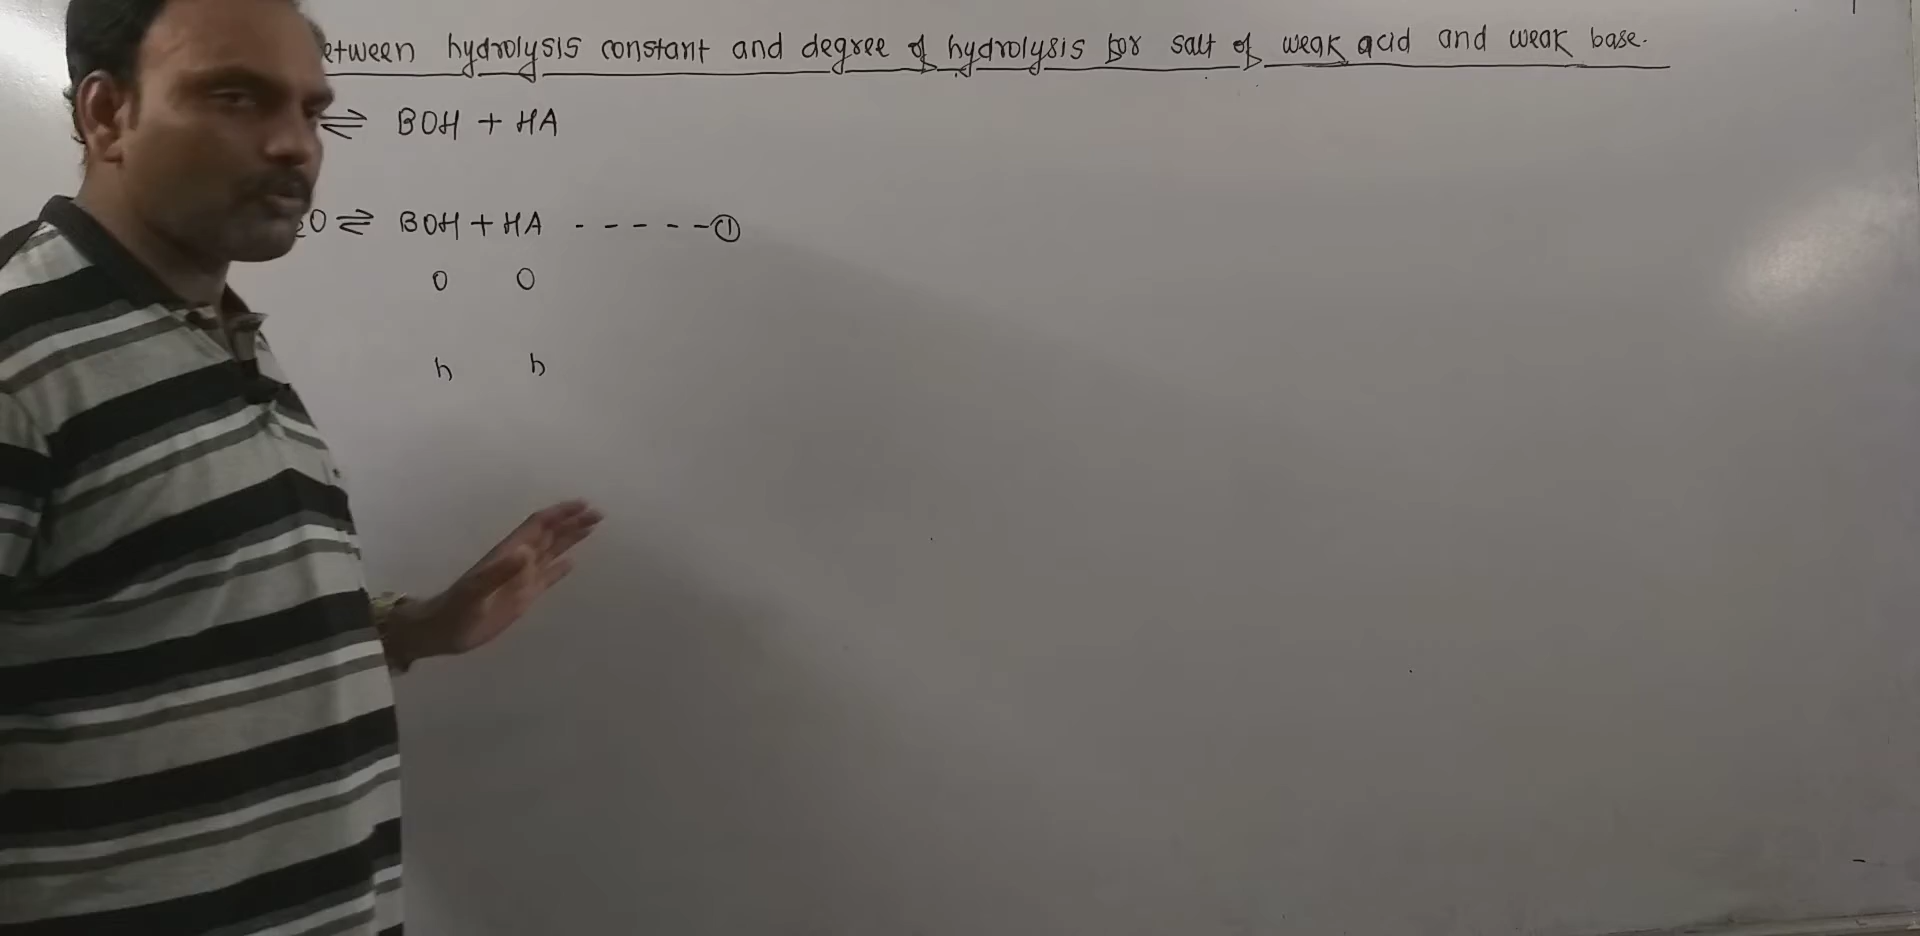 etween hydrolysis constant and degree of hydrolysis for salt of weak acid and weak base.
⇌ BOH + HA
₂O ⇌ BOH + HA - - - - - ①
0 0
h h